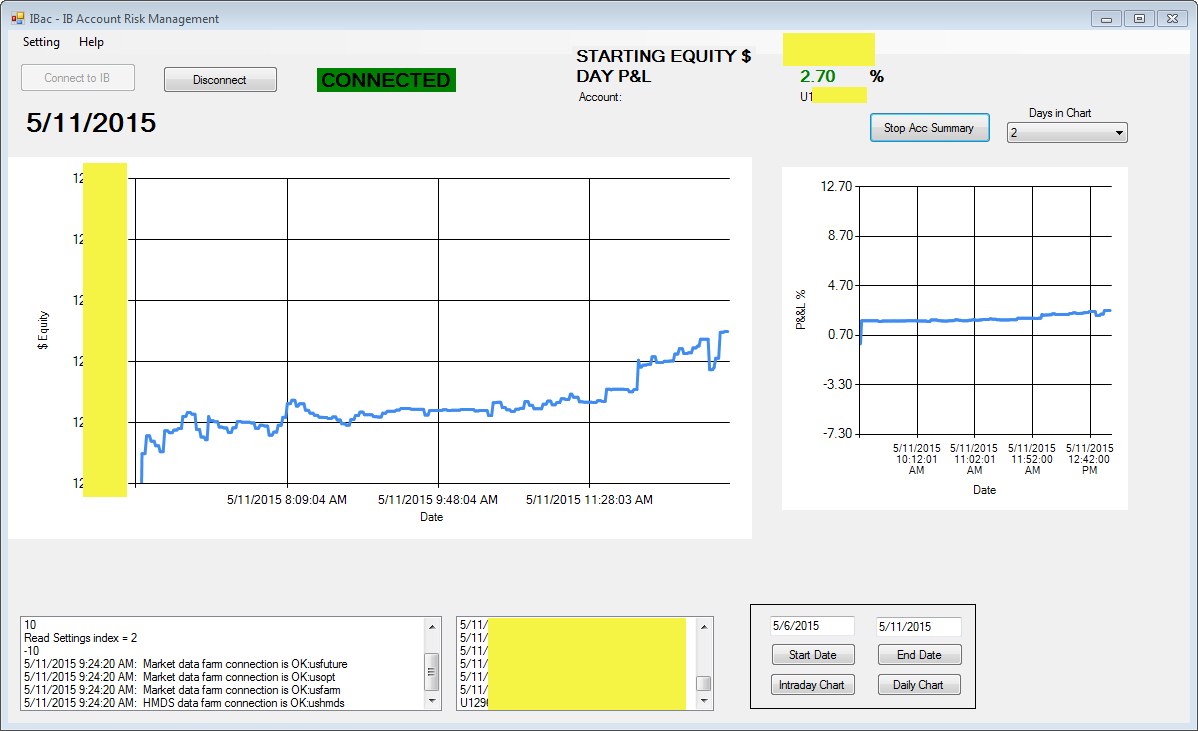 IBac - IB Account Risk Management
Setting Help
Connect to IB
Disconnect
CONNECTED
STARTING EQUITY $
DAY P&L
2.70 %
Account:
U1
5/11/2015
Stop Acc Summary
Days in Chart
2
12
12
12
12
12
12
$ Equity
5/11/2015 8:09:04 AM
5/11/2015 9:48:04 AM
5/11/2015 11:28:03 AM
Date
12.70
8.70
4.70
0.70
-3.30
-7.30
P&&L %
5/11/2015
10:12:01
AM
5/11/2015
11:02:01
AM
5/11/2015
11:52:00
AM
5/11/2015
12:42:00
PM
Date
10
Read Settings index = 2
-10
5/11/2015 9:24:20 AM: Market data farm connection is OK:usfuture
5/11/2015 9:24:20 AM: Market data farm connection is OK:usopt
5/11/2015 9:24:20 AM: Market data farm connection is OK:usfarm
5/11/2015 9:24:20 AM: HMDS data farm connection is OK:ushmds
5/11/
5/11/
5/11/
5/11/
5/11/
5/11/
U129
5/6/2015
5/11/2015
Start Date
End Date
Intraday Chart
Daily Chart